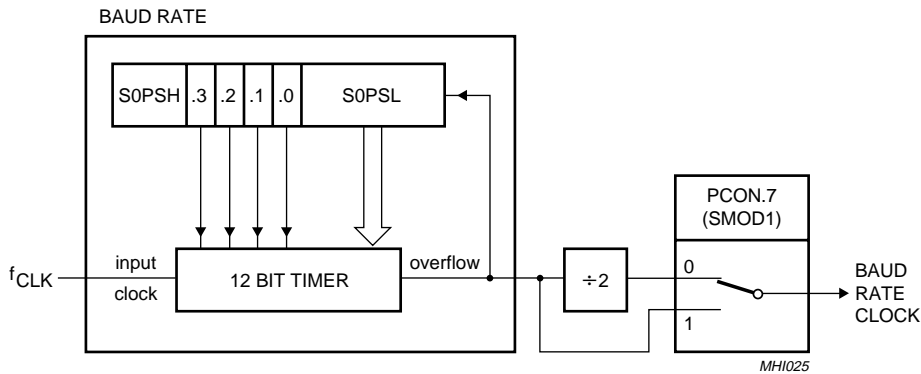 BAUD RATE
S0PSH .3 .2 .1 .0 S0PSL
PCON.7
(SMOD1)
fCLK
input
clock
12 BIT TIMER
overflow
÷2
0
1
BAUD
RATE
CLOCK
MHI025